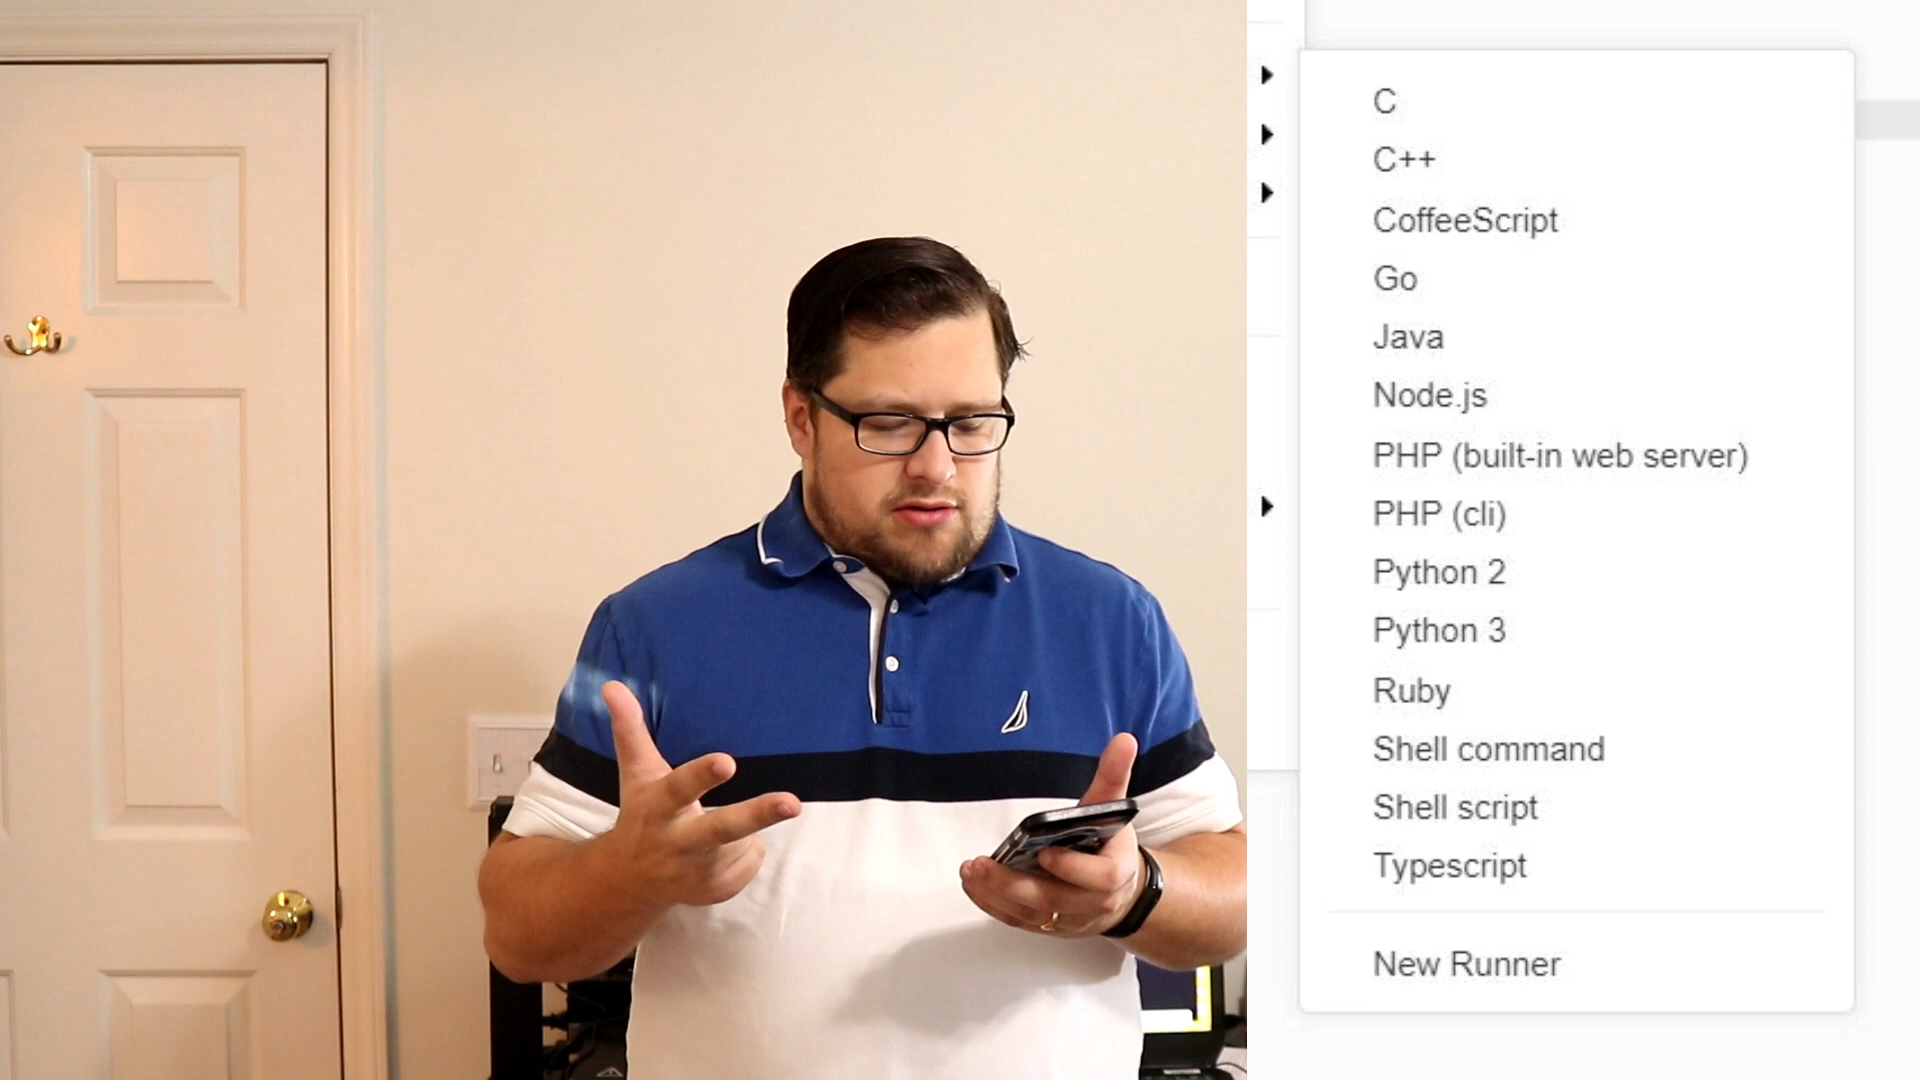 C
C++
CoffeeScript
Go
Java
Node.js
PHP (built-in web server)
PHP (cli)
Python 2
Python 3
Ruby
Shell command
Shell script
Typescript
New Runner